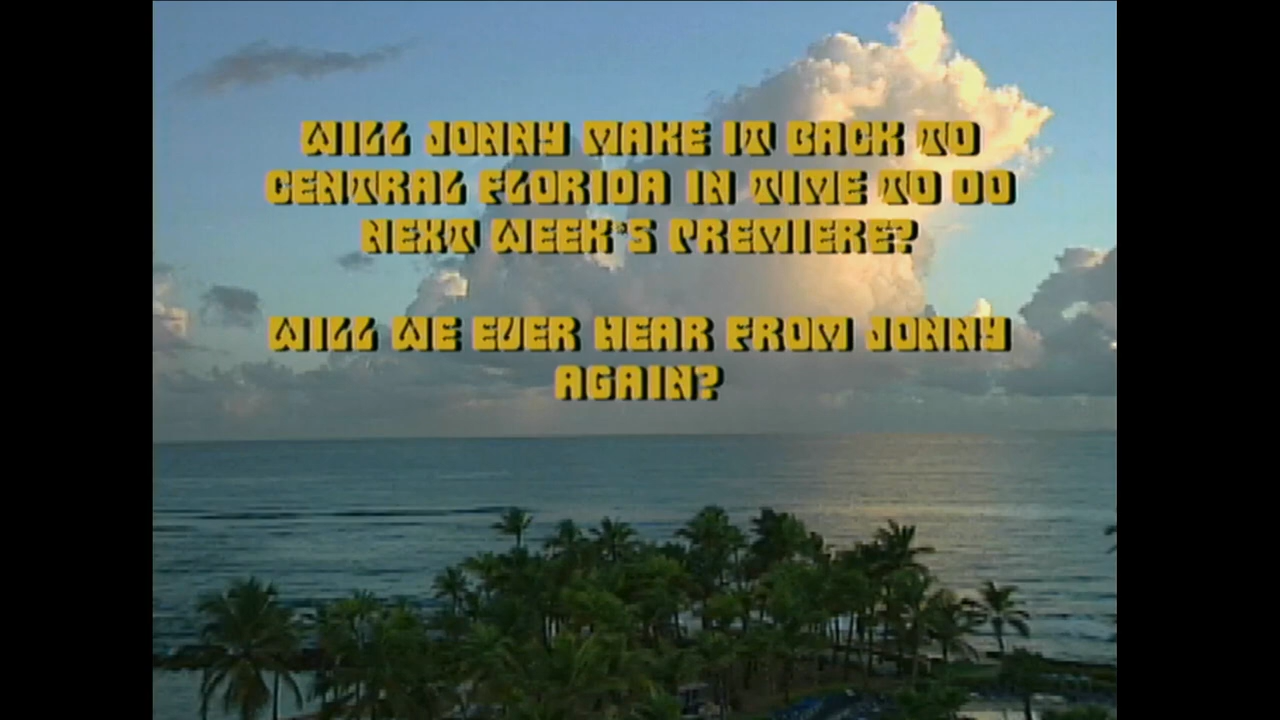 WILL JONNY MAKE IT BACK TO
CENTRAL FLORIDA IN TIME TO DO
NEXT WEEK'S PREMIERE?
WILL WE EVER HEAR FROM JONNY
AGAIN?